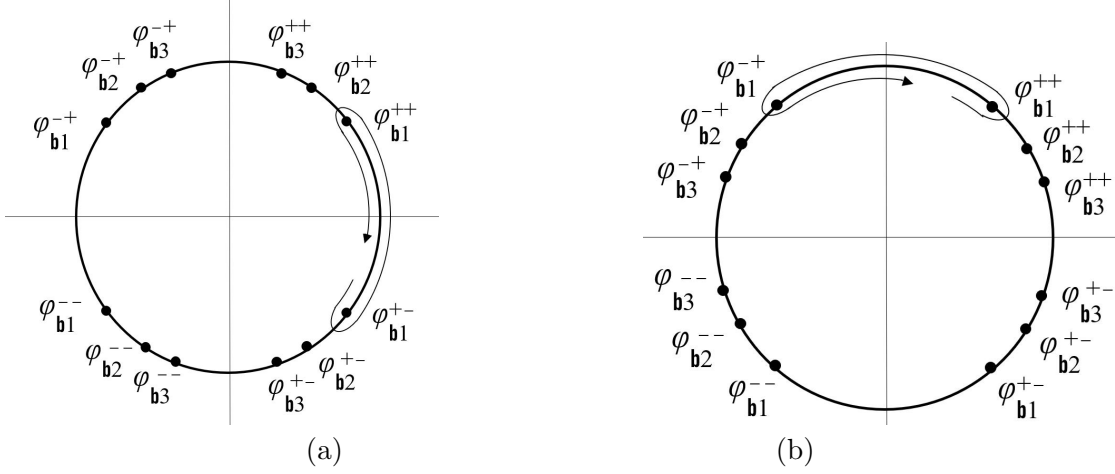 φ_b3^-+ φ_b3^++
φ_b2^-+ φ_b2^++
φ_b1^-+ φ_b1^++
φ_b1^-- φ_b1^+-
φ_b2^-- φ_b2^+-
φ_b3^-- φ_b3^+-
(a)
φ_b1^-+ φ_b1^++
φ_b2^-+ φ_b2^++
φ_b3^-+ φ_b3^++
φ_b3^-- φ_b3^+-
φ_b2^-- φ_b2^+-
φ_b1^-- φ_b1^+-
(b)